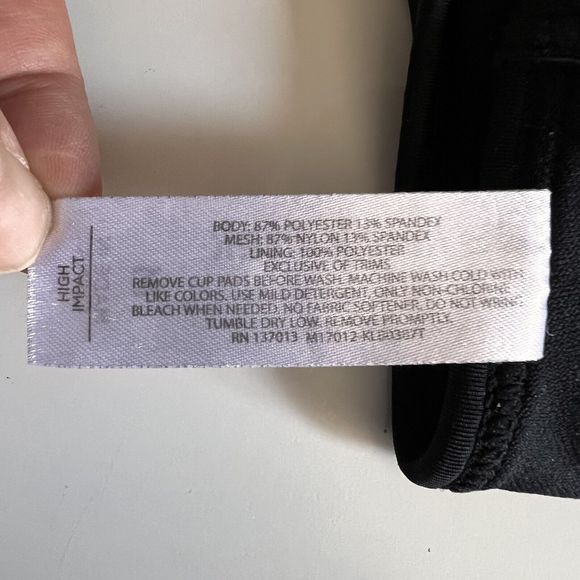 HIGH
IMPACT
BODY: 87% POLYESTER 13% SPANDEX
MESH: 87% NYLON 13% SPANDEX
LINING: 100% POLYESTER
EXCLUSIVE OF TRIMS
REMOVE CUP PADS BEFORE WASH. MACHINE WASH COLD WITH
LIKE COLORS. USE MILD DETERGENT, ONLY NON-CHLORINE
BLEACH WHEN NEEDED. NO FABRIC SOFTENER. DO NOT WRING.
TUMBLE DRY LOW. REMOVE PROMPTLY.
RN 137013 M17012